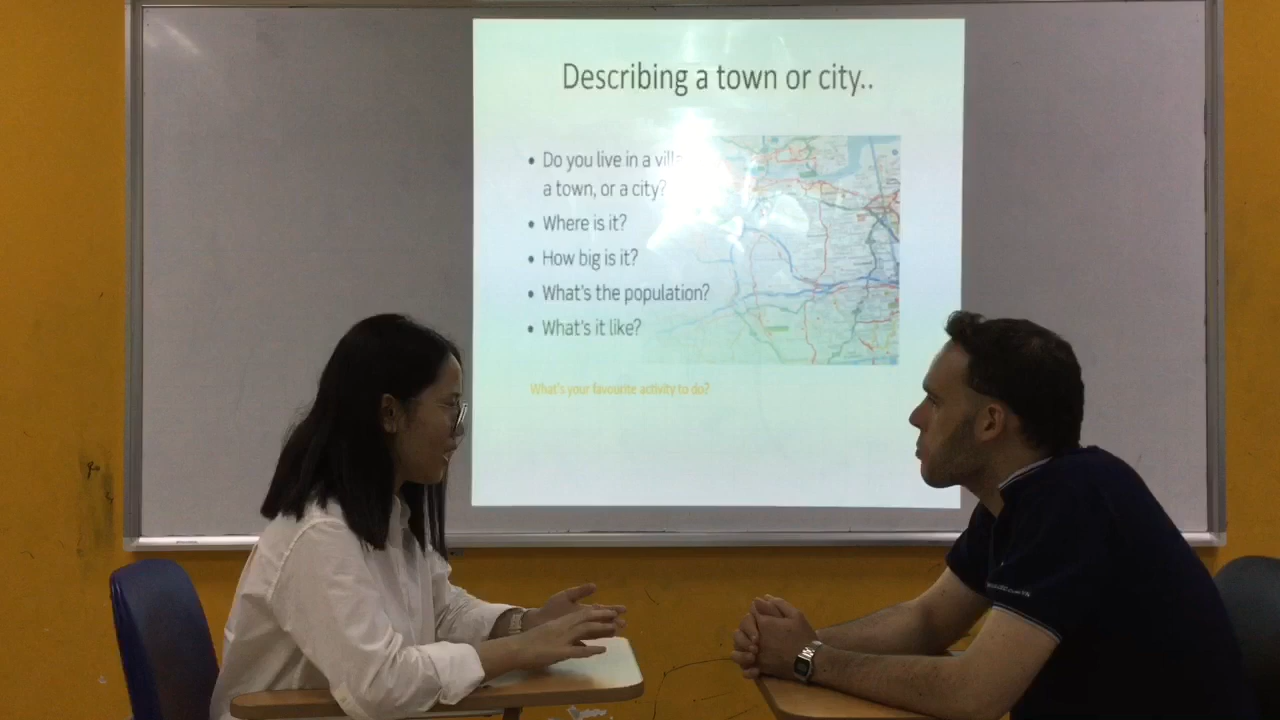 Describing a town or city..
• Do you live in a
a town, or a city?
• Where is it?
• How big is it?
• What's the population?
• What's it like?
What's your favourite activity to do?